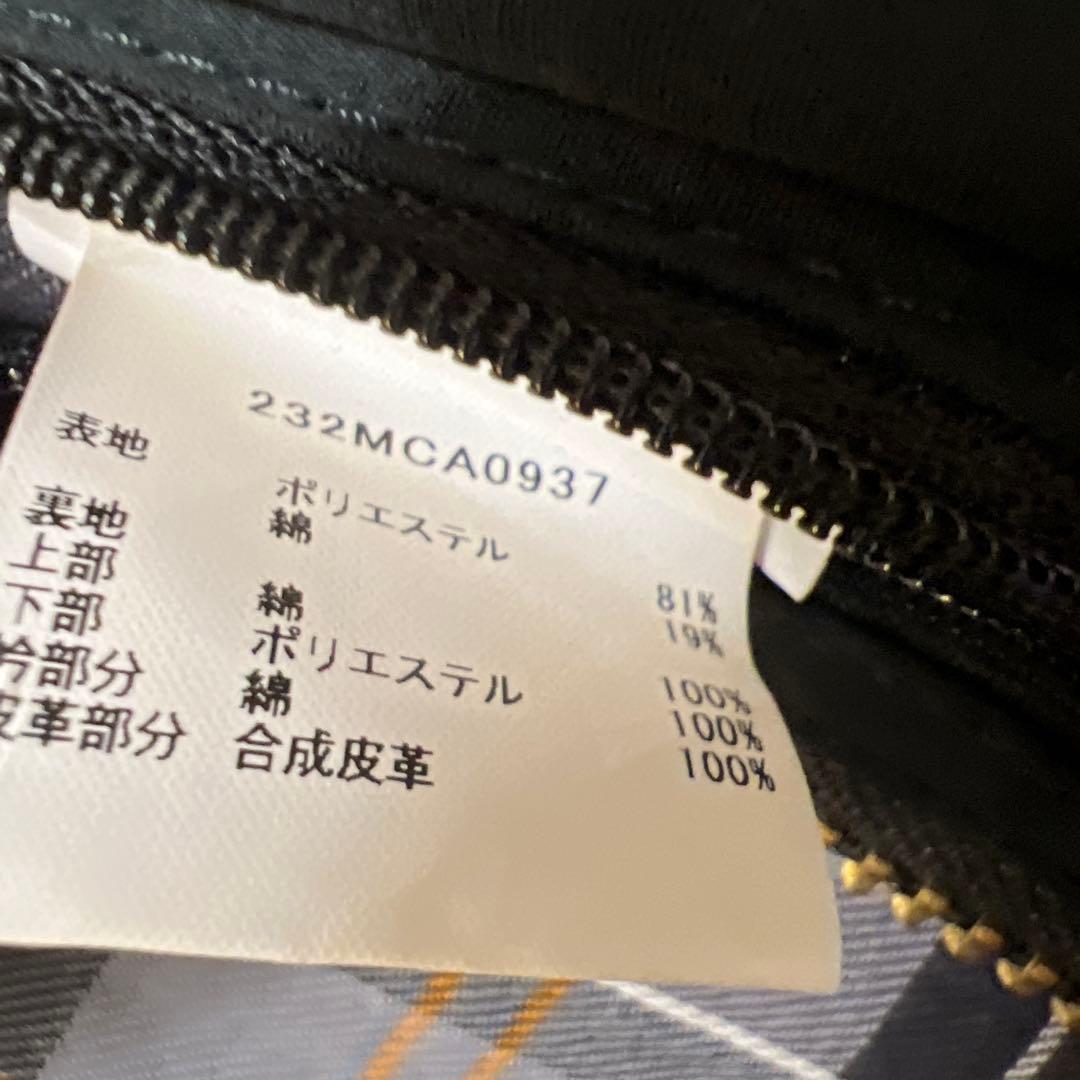 232MCA0937
表地 ポリエステル 81%
綿 19%
裏地
上部 綿 100%
下部 ポリエステル 100%
衿部分 綿 100%
皮革部分 合成皮革